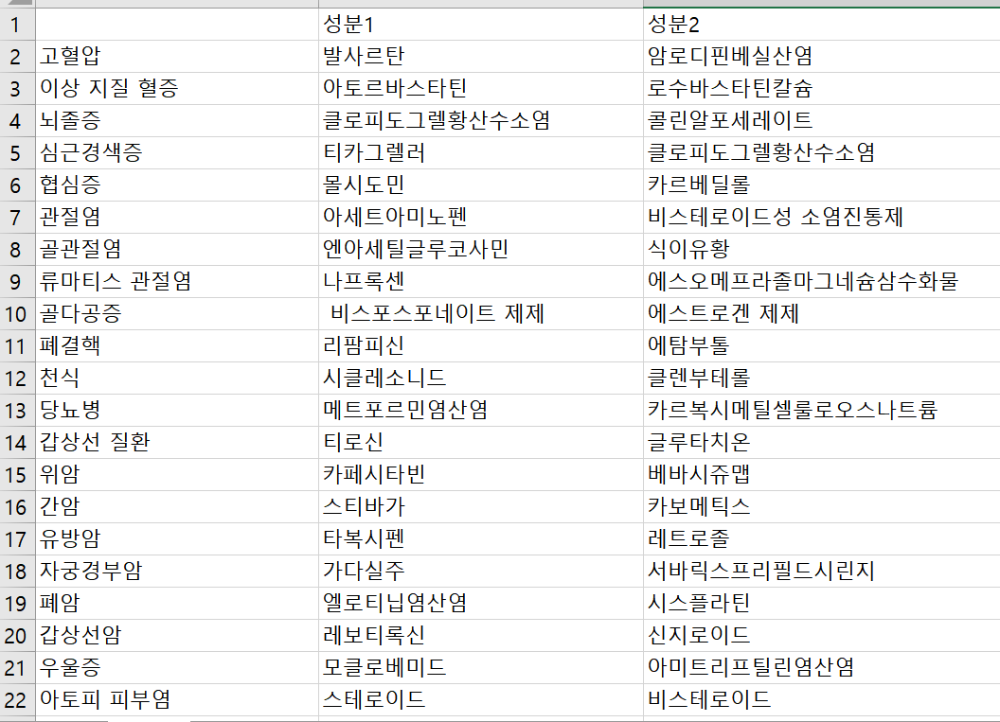 1 성분1 성분2
2 고혈압 발사르탄 암로디핀베실산염
3 이상 지질 혈증 아토르바스타틴 로수바스타틴칼슘
4 뇌졸증 클로피도그렐황산수소염 콜린알포세레이트
5 심근경색증 티카그렐러 클로피도그렐황산수소염
6 협심증 몰시도민 카르베딜롤
7 관절염 아세트아미노펜 비스테로이드성 소염진통제
8 골관절염 엔아세틸글루코사민 식이유황
9 류마티스 관절염 나프록센 에스오메프라졸마그네슘삼수화물
10 골다공증 비스포스포네이트 제제 에스트로겐 제제
11 폐결핵 리팜피신 에탐부톨
12 천식 시클레소니드 클렌부테롤
13 당뇨병 메트포르민염산염 카르복시메틸셀룰로오스나트륨
14 갑상선 질환 티로신 글루타치온
15 위암 카페시타빈 베바시쥬맵
16 간암 스티바가 카보메틱스
17 유방암 타복시펜 레트로졸
18 자궁경부암 가다실주 서바릭스프리필드시린지
19 폐암 엘로티닙염산염 시스플라틴
20 갑상선암 레보티록신 신지로이드
21 우울증 모클로베미드 아미트리프틸린염산염
22 아토피 피부염 스테로이드 비스테로이드